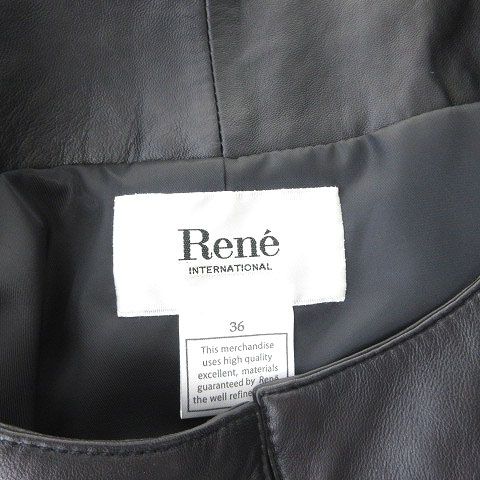 René
INTERNATIONAL
36
This merchandise
uses high quality
excellent, materials
guaranteed by René
the well refine